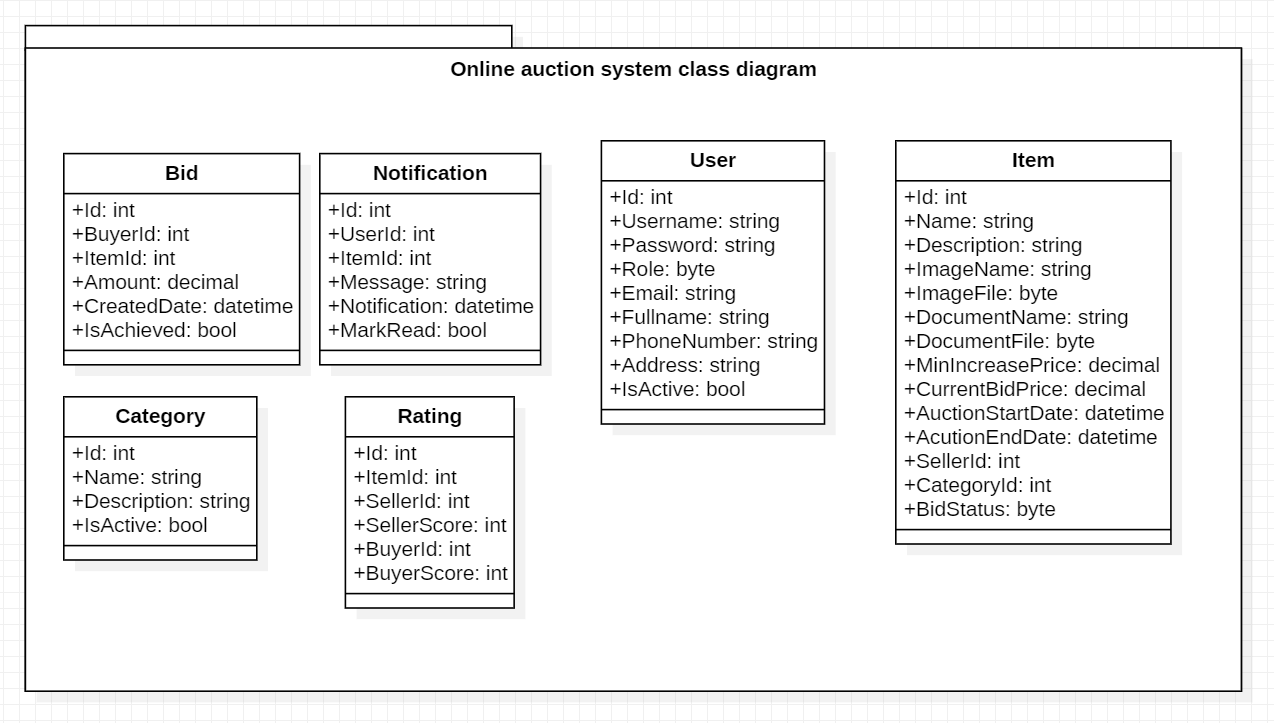 Online auction system class diagram
Bid
+Id: int
+BuyerId: int
+ItemId: int
+Amount: decimal
+CreatedDate: datetime
+IsAchieved: bool
Notification
+Id: int
+UserId: int
+ItemId: int
+Message: string
+Notification: datetime
+MarkRead: bool
User
+Id: int
+Username: string
+Password: string
+Role: byte
+Email: string
+Fullname: string
+PhoneNumber: string
+Address: string
+IsActive: bool
Item
+Id: int
+Name: string
+Description: string
+ImageName: string
+ImageFile: byte
+DocumentName: string
+DocumentFile: byte
+MinIncreasePrice: decimal
+CurrentBidPrice: decimal
+AuctionStartDate: datetime
+AcutionEndDate: datetime
+SellerId: int
+CategoryId: int
+BidStatus: byte
Category
+Id: int
+Name: string
+Description: string
+IsActive: bool
Rating
+Id: int
+ItemId: int
+SellerId: int
+SellerScore: int
+BuyerId: int
+BuyerScore: int